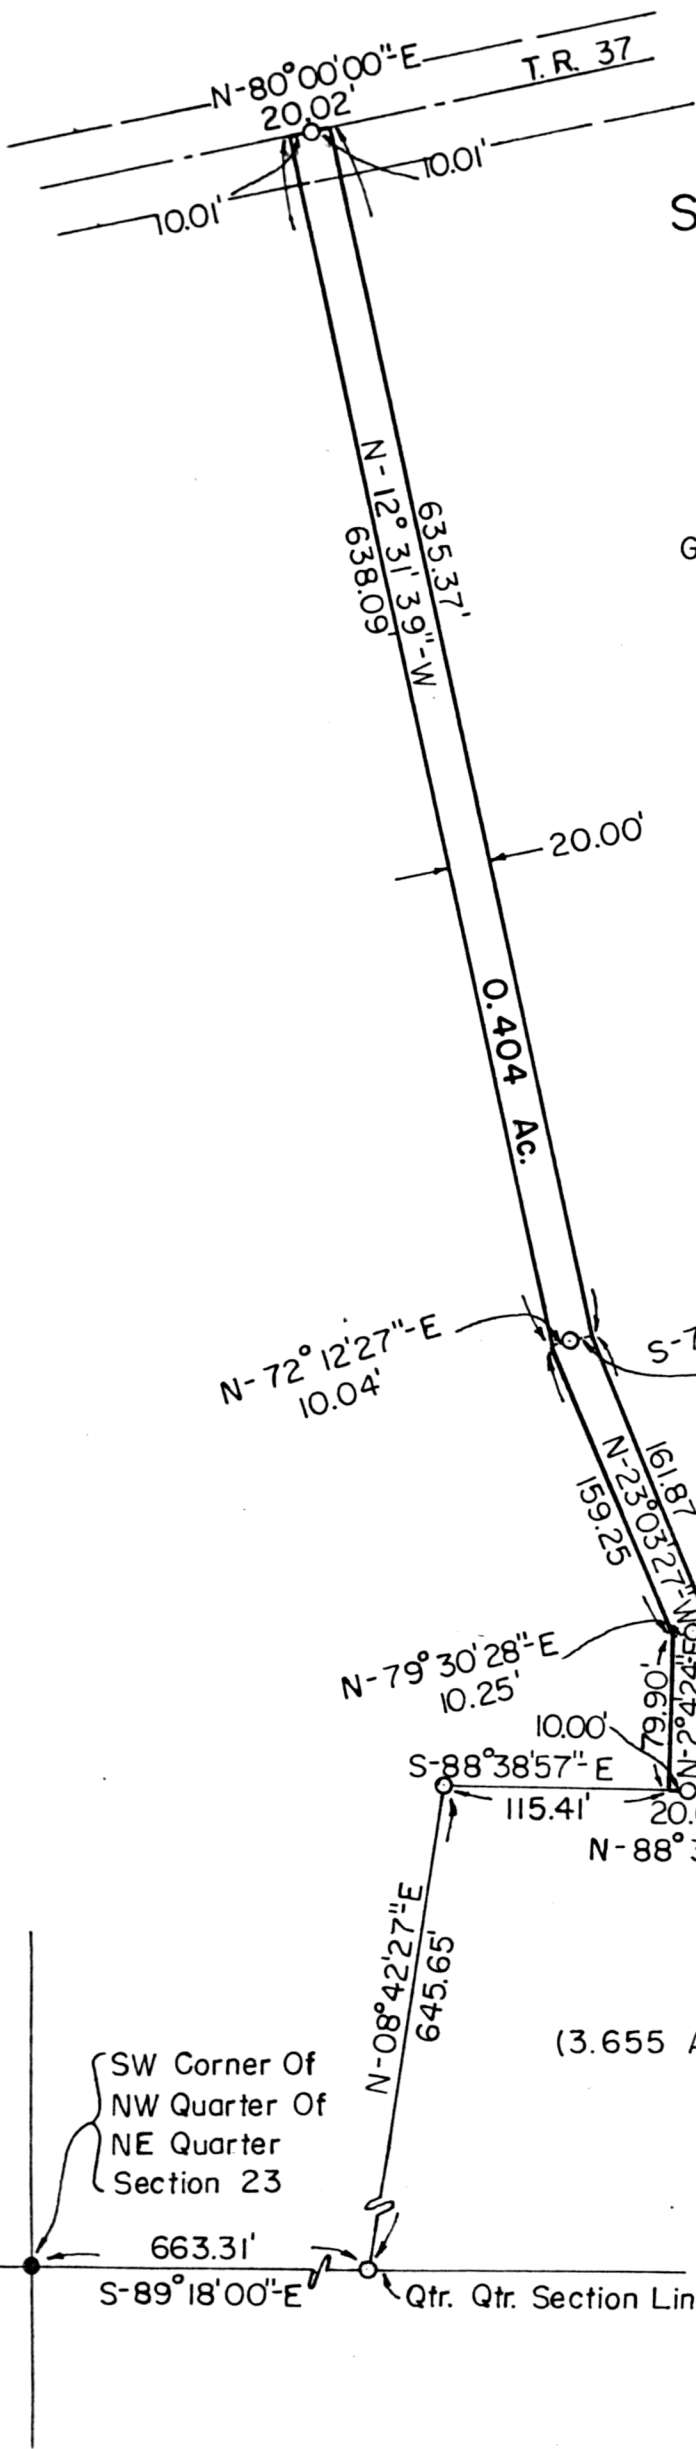 N-80°00'00"-E
T.R. 37
20.02'
10.01'
10.01'
S
N-12° 31' 39"-W
635.37'
638.09'
G
20.00'
0.404 Ac.
N-72° 12'27"-E
10.04'
S-7
N-23°03'27"-W
161.87
159.25
N-79°30'28"-E
10.25'
79.90'
N-2°4'24"-E
10.00'
S-88°38'57"-E
115.41'
20.
N-88°3
N-08°42'27"E
645.65'
(3.655 A
SW Corner Of
NW Quarter Of
NE Quarter
Section 23
663.31'
S-89°18'00"-E
Qtr. Qtr. Section Lin